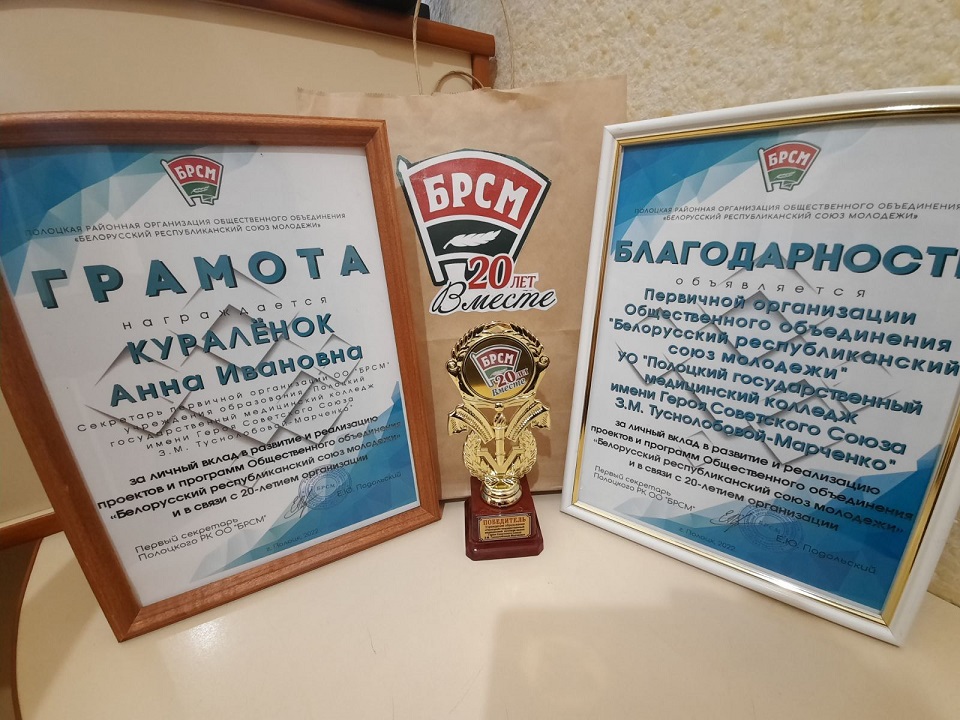 БРСМ
ПОЛОЦКАЯ РАЙОННАЯ ОРГАНИЗАЦИЯ ОБЩЕСТВЕННОГО ОБЪЕДИНЕНИЯ
«БЕЛОРУССКИЙ РЕСПУБЛИКАНСКИЙ СОЮЗ МОЛОДЕЖИ»
ГРАМОТА
награждается
КУРАЛЁНОК
Анна Ивановна
Секретарь первичной организации ОО "БРСМ"
учреждения образования "Полоцкий
государственный медицинский колледж
имени Героя Советского Союза
З.М. Туснолобовой-Марченко"
за личный вклад в развитие и реализацию
проектов и программ Общественного объединения
«Белорусский республиканский союз молодежи»
и в связи с 20-летием организации
Первый секретарь
Полоцкого РК ОО "БРСМ"
Е.Ю. Подольский
г. Полоцк, 2022
БРСМ
20 ЛЕТ
Вместе
БРСМ
20 ЛЕТ
Вместе
ПОБЕДИТЕЛЬ
БРСМ
ПОЛОЦКАЯ РАЙОННАЯ ОРГАНИЗАЦИЯ ОБЩЕСТВЕННОГО ОБЪЕДИНЕНИЯ
«БЕЛОРУССКИЙ РЕСПУБЛИКАНСКИЙ СОЮЗ МОЛОДЕЖИ»
БЛАГОДАРНОСТЬ
объявляется
Первичной организации
Общественного объединения
"Белорусский республиканский
союз молодежи"
УО "Полоцкий государственный
медицинский колледж
имени Героя Советского Союза
З.М. Туснолобовой-Марченко"
за личный вклад в развитие и реализацию
проектов и программ Общественного объединения
«Белорусский республиканский союз молодежи»
и в связи с 20-летием организации
Первый секретарь
Полоцкого РК ОО "БРСМ"
Е.Ю. Подольский
г. Полоцк, 2022